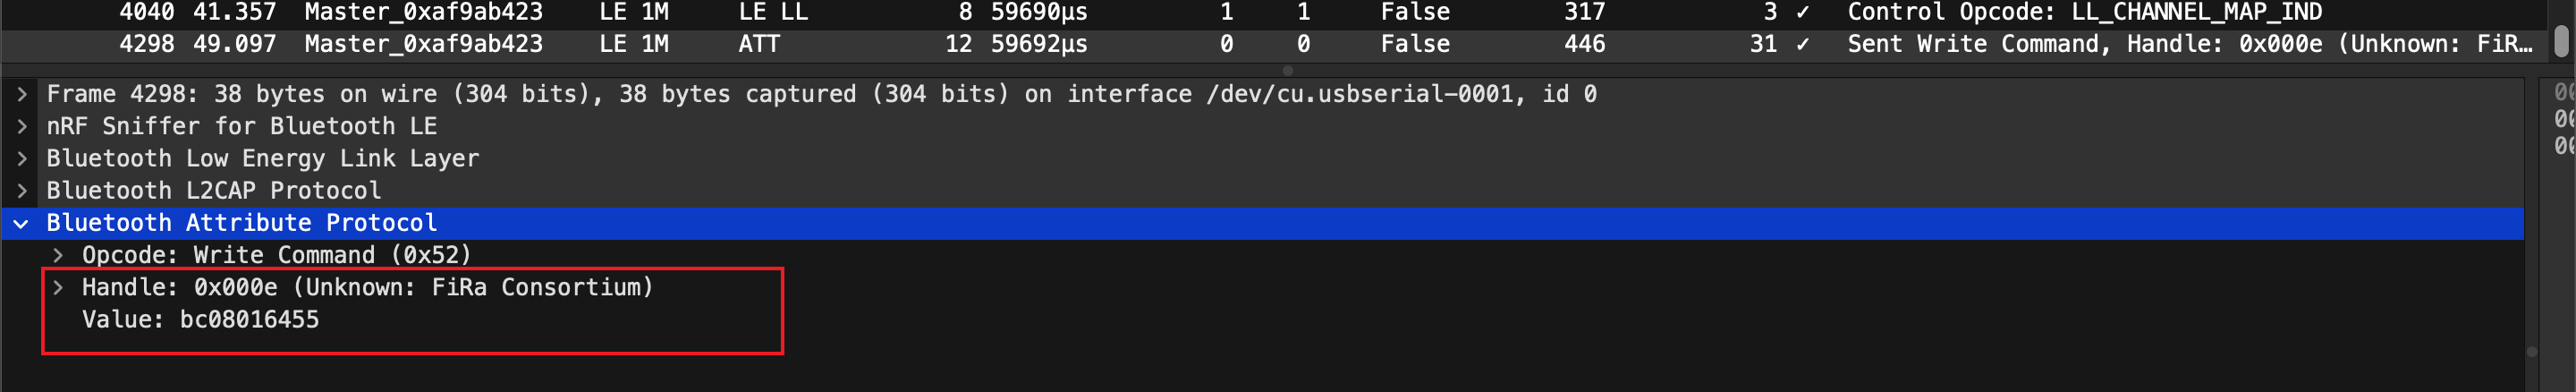 4040 41.357 Master_0xaf9ab423 LE 1M LE LL 8 59690µs 1 1 False 317 3 ✓ Control Opcode: LL_CHANNEL_MAP_IND
4298 49.097 Master_0xaf9ab423 LE 1M ATT 12 59692µs 0 0 False 446 31 ✓ Sent Write Command, Handle: 0x000e (Unknown: FiR…
Frame 4298: 38 bytes on wire (304 bits), 38 bytes captured (304 bits) on interface /dev/cu.usbserial-0001, id 0
nRF Sniffer for Bluetooth LE
Bluetooth Low Energy Link Layer
Bluetooth L2CAP Protocol
Bluetooth Attribute Protocol
Opcode: Write Command (0x52)
Handle: 0x000e (Unknown: FiRa Consortium)
Value: bc08016455